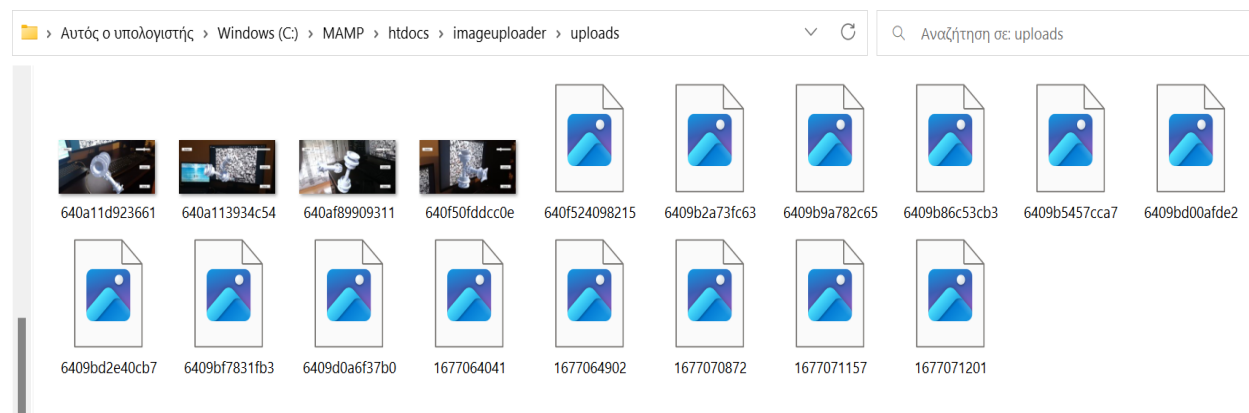 Αυτός ο υπολογιστής › Windows (C:) › MAMP › htdocs › imageuploader › uploads
Αναζήτηση σε: uploads
640a11d923661 640a113934c54 640af89909311 640f50fddcc0e 640f524098215 6409b2a73fc63 6409b9a782c65 6409b86c53cb3 6409b5457cca7 6409bd00afde2
6409bd2e40cb7 6409bf7831fb3 6409d0a6f37b0 1677064041 1677064902 1677070872 1677071157 1677071201